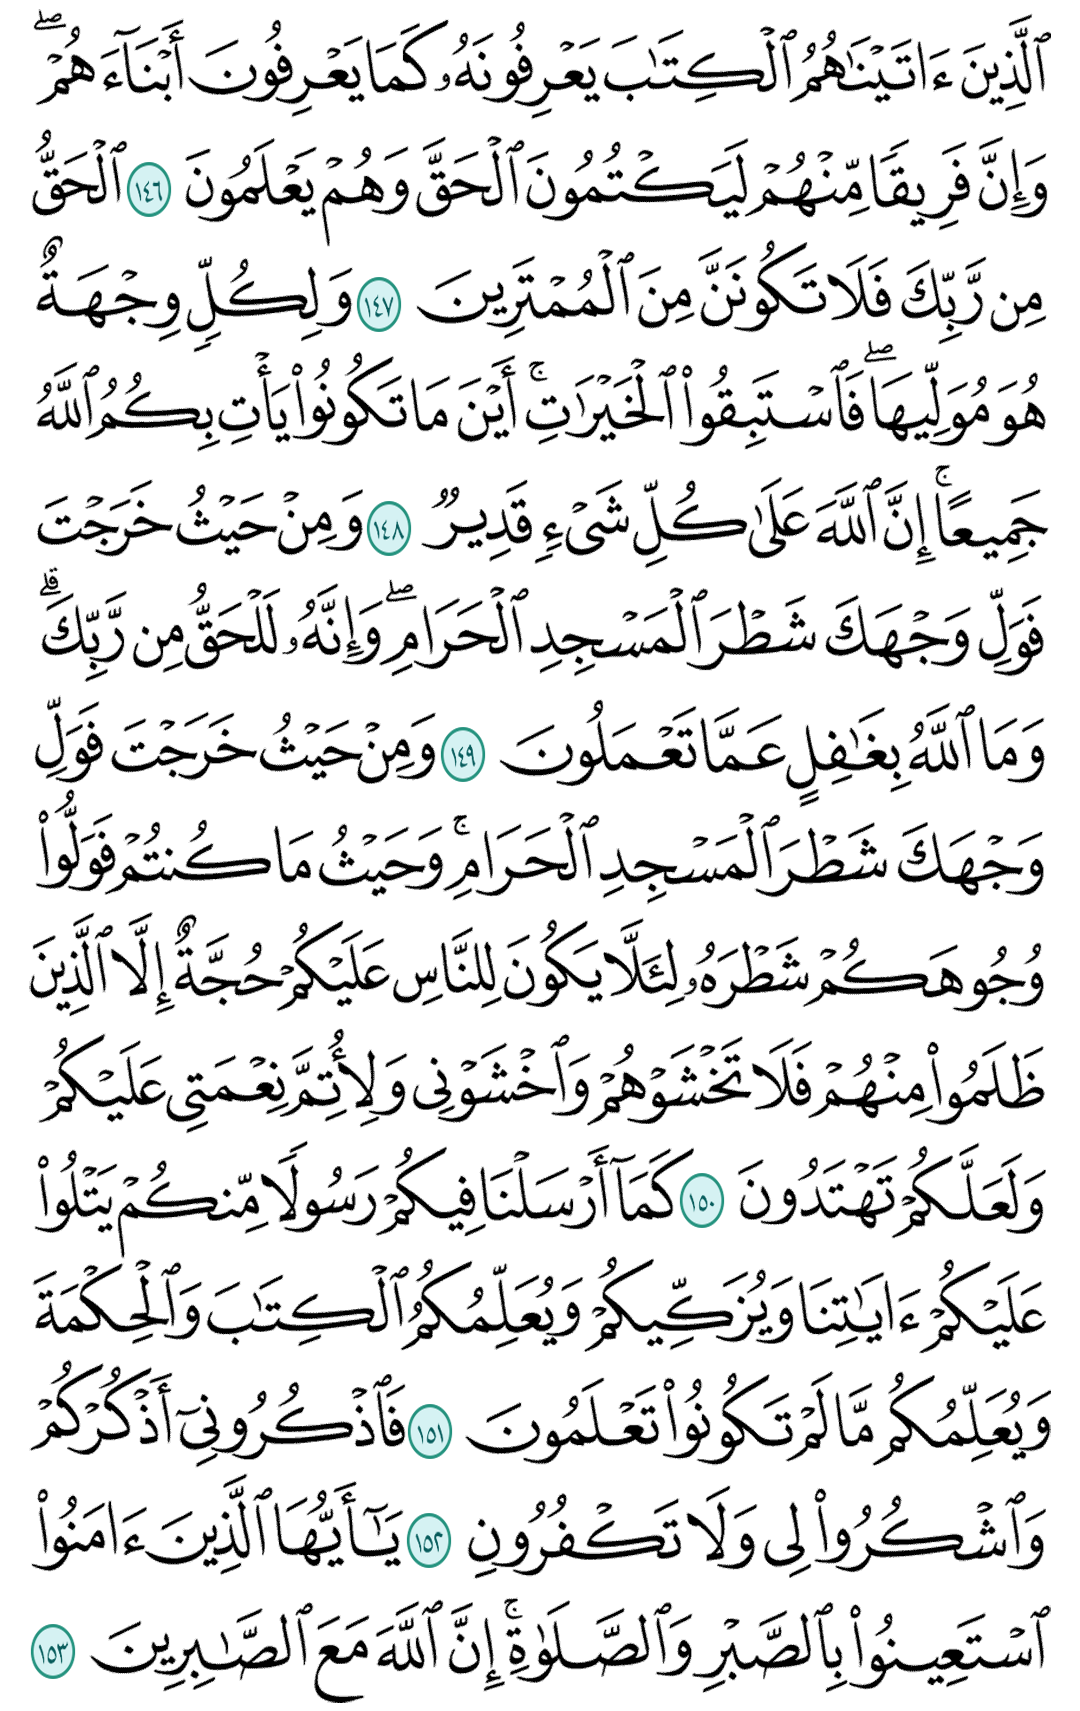 ٱلَّذِينَ ءَاتَيْنَٰهُمُ ٱلْكِتَٰبَ يَعْرِفُونَهُۥ كَمَا يَعْرِفُونَ أَبْنَآءَهُمْ ۖ
وَإِنَّ فَرِيقًا مِّنْهُمْ لَيَكْتُمُونَ ٱلْحَقَّ وَهُمْ يَعْلَمُونَ ١٤٦ ٱلْحَقُّ
مِن رَّبِّكَ فَلَا تَكُونَنَّ مِنَ ٱلْمُمْتَرِينَ ١٤٧ وَلِكُلٍّ وِجْهَةٌ
هُوَ مُوَلِّيهَا ۖ فَٱسْتَبِقُوا۟ ٱلْخَيْرَٰتِ ۚ أَيْنَ مَا تَكُونُوا۟ يَأْتِ بِكُمُ ٱللَّهُ
جَمِيعًا ۚ إِنَّ ٱللَّهَ عَلَىٰ كُلِّ شَىْءٍ قَدِيرٌ ١٤٨ وَمِنْ حَيْثُ خَرَجْتَ
فَوَلِّ وَجْهَكَ شَطْرَ ٱلْمَسْجِدِ ٱلْحَرَامِ ۖ وَإِنَّهُۥ لَلْحَقُّ مِن رَّبِّكَ ۗ
وَمَا ٱللَّهُ بِغَٰفِلٍ عَمَّا تَعْمَلُونَ ١٤٩ وَمِنْ حَيْثُ خَرَجْتَ فَوَلِّ
وَجْهَكَ شَطْرَ ٱلْمَسْجِدِ ٱلْحَرَامِ ۚ وَحَيْثُ مَا كُنتُمْ فَوَلُّوا۟
وُجُوهَكُمْ شَطْرَهُۥ لِئَلَّا يَكُونَ لِلنَّاسِ عَلَيْكُمْ حُجَّةٌ إِلَّا ٱلَّذِينَ
ظَلَمُوا۟ مِنْهُمْ فَلَا تَخْشَوْهُمْ وَٱخْشَوْنِى وَلِأُتِمَّ نِعْمَتِى عَلَيْكُمْ
وَلَعَلَّكُمْ تَهْتَدُونَ ١٥٠ كَمَآ أَرْسَلْنَا فِيكُمْ رَسُولًا مِّنكُمْ يَتْلُوا۟
عَلَيْكُمْ ءَايَٰتِنَا وَيُزَكِّيكُمْ وَيُعَلِّمُكُمُ ٱلْكِتَٰبَ وَٱلْحِكْمَةَ
وَيُعَلِّمُكُم مَّا لَمْ تَكُونُوا۟ تَعْلَمُونَ ١٥١ فَٱذْكُرُونِىٓ أَذْكُرْكُمْ
وَٱشْكُرُوا۟ لِى وَلَا تَكْفُرُونِ ١٥٢ يَٰٓأَيُّهَا ٱلَّذِينَ ءَامَنُوا۟
ٱسْتَعِينُوا۟ بِٱلصَّبْرِ وَٱلصَّلَوٰةِ ۚ إِنَّ ٱللَّهَ مَعَ ٱلصَّٰبِرِينَ ١٥٣